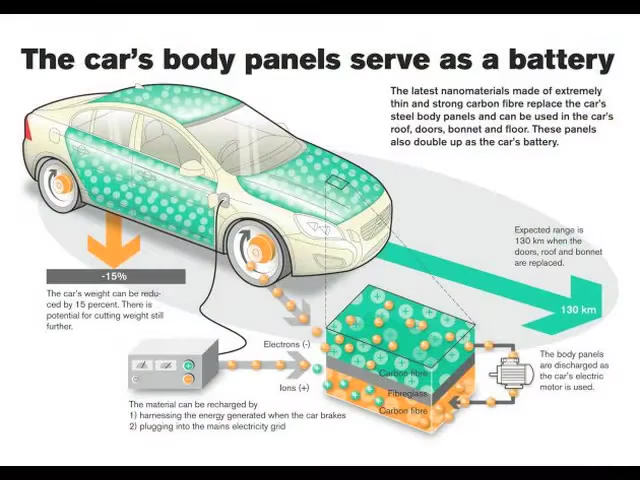 The car's body panels serve as a battery
The latest nanomaterials made of extremely
thin and strong carbon fibre replace the car's
steel body panels and can be used in the car's
roof, doors, bonnet and floor. These panels
also double up as the car's battery.
Expected range is
130 km when the
doors, roof and bonnet
are replaced.
130 km
-15%
The car's weight can be redu-
ced by 15 percent. There is
potential for cutting weight still
further.
Electrons (-)
Ions (+)
Carbon fibre
Fibreglass
Carbon fibre
The body panels
are discharged as
the car's electric
motor is used.
The material can be recharged by
1) harnessing the energy generated when the car brakes
2) plugging into the mains electricity grid